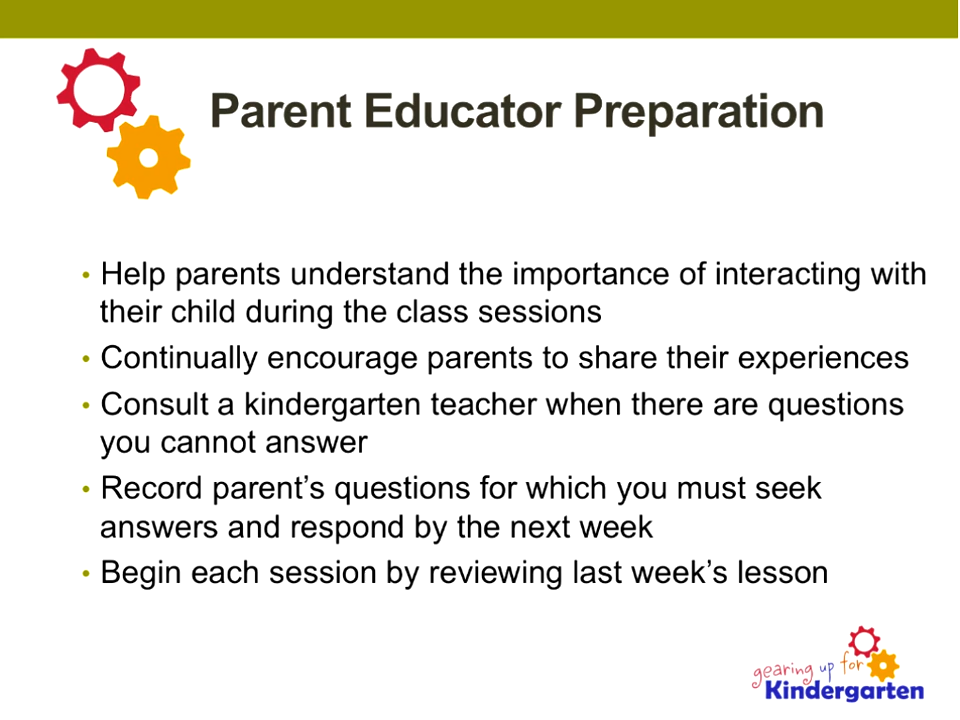 Parent Educator Preparation
• Help parents understand the importance of interacting with
their child during the class sessions
• Continually encourage parents to share their experiences
• Consult a kindergarten teacher when there are questions
you cannot answer
• Record parent’s questions for which you must seek
answers and respond by the next week
• Begin each session by reviewing last week’s lesson
gearing up for
Kindergarten